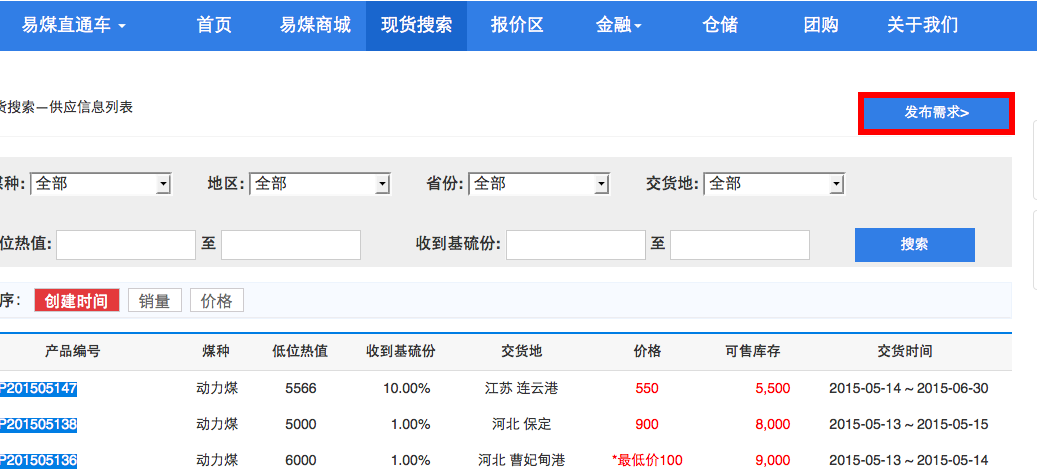 易煤直通车 首页 易煤商城 现货搜索 报价区 金融 仓储 团购 关于我们
货搜索—供应信息列表
发布需求>
煤种: 全部 地区: 全部 省份: 全部 交货地: 全部
位热值: 至 收到基硫份: 至 搜索
序: 创建时间 销量 价格
产品编号 煤种 低位热值 收到基硫份 交货地 价格 可售库存 交货时间
P201505147 动力煤 5566 10.00% 江苏 连云港 550 5,500 2015-05-14～2015-06-30
P201505138 动力煤 5000 1.00% 河北 保定 900 8,000 2015-05-13～2015-05-15
P201505136 动力煤 6000 1.00% 河北 曹妃甸港 *最低价100 9,000 2015-05-13～2015-05-14